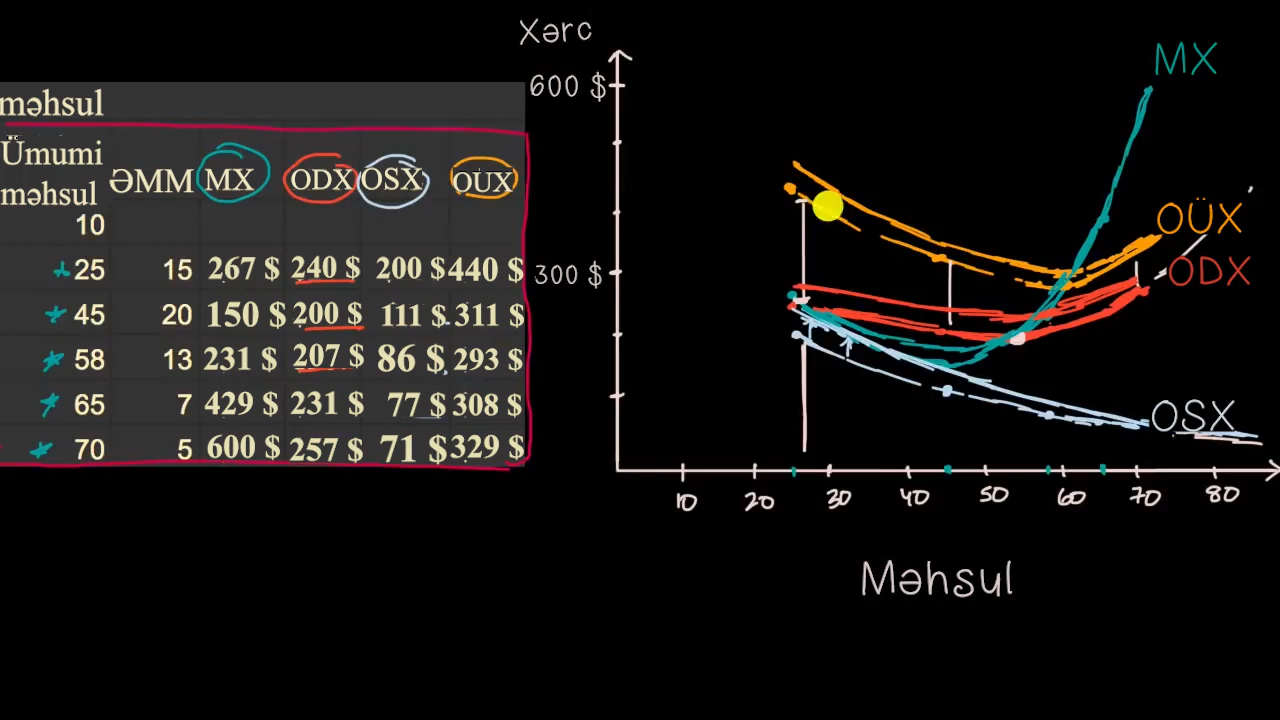 məhsul
Ümumi məhsul ƏMM MX ODX OSX OÜX
10
25 15 267 $ 240 $ 200 $ 440 $
45 20 150 $ 200 $ 111 $ 311 $
58 13 231 $ 207 $ 86 $ 293 $
65 7 429 $ 231 $ 77 $ 308 $
70 5 600 $ 257 $ 71 $ 329 $
Xərc
600 $
300 $
MX
OÜX
ODX
OSX
10 20 30 40 50 60 70 80
Məhsul